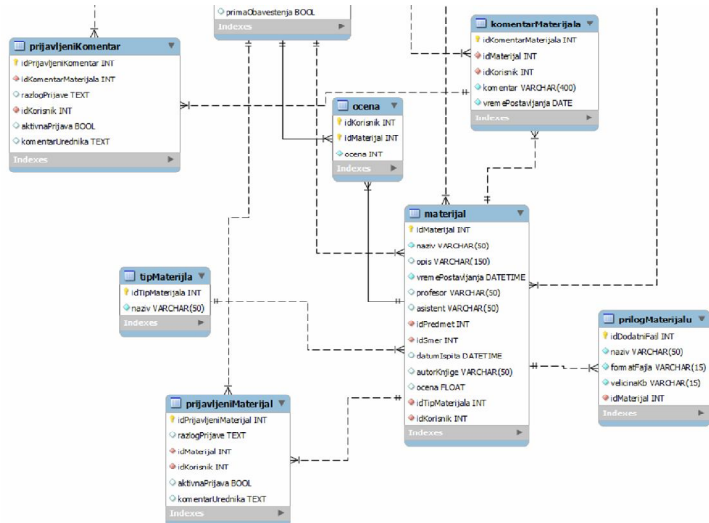 primaObavestenja BOOL
Indexes
prijavljeniKomentar
idPrijavljeniKomentar INT
idKomentarMaterijala INT
razlogPrijave TEXT
idKorisnik INT
aktivnaPrijava BOOL
komentarUrednika TEXT
Indexes
komentarMaterijala
idKomentarMaterijala INT
idMaterijal INT
idKorisnik INT
komentar VARCHAR(400)
vremePostavljanja DATE
Indexes
ocena
idKorisnik INT
idMaterijal INT
ocena INT
Indexes
materijal
idMaterijal INT
naziv VARCHAR(50)
opis VARCHAR(150)
vremePostavljanja DATETIME
profesor VARCHAR(50)
asistent VARCHAR(50)
idPredmet INT
idSmer INT
datumIspita DATETIME
autorKnjige VARCHAR(50)
ocena FLOAT
idTipMaterijala INT
idKorisnik INT
Indexes
tipMaterijla
idTipMaterijala INT
naziv VARCHAR(50)
Indexes
prilogMaterijalu
idDodatniFail INT
naziv VARCHAR(50)
formatFajla VARCHAR(15)
velicinaKb VARCHAR(15)
idMaterijal INT
Indexes
prijavljeniMaterijal
idPrijavljeniMaterijal INT
razlogPrijave TEXT
idMaterijal INT
idKorisnik INT
aktivnaPrijava BOOL
komentarUrednika TEXT
Indexes